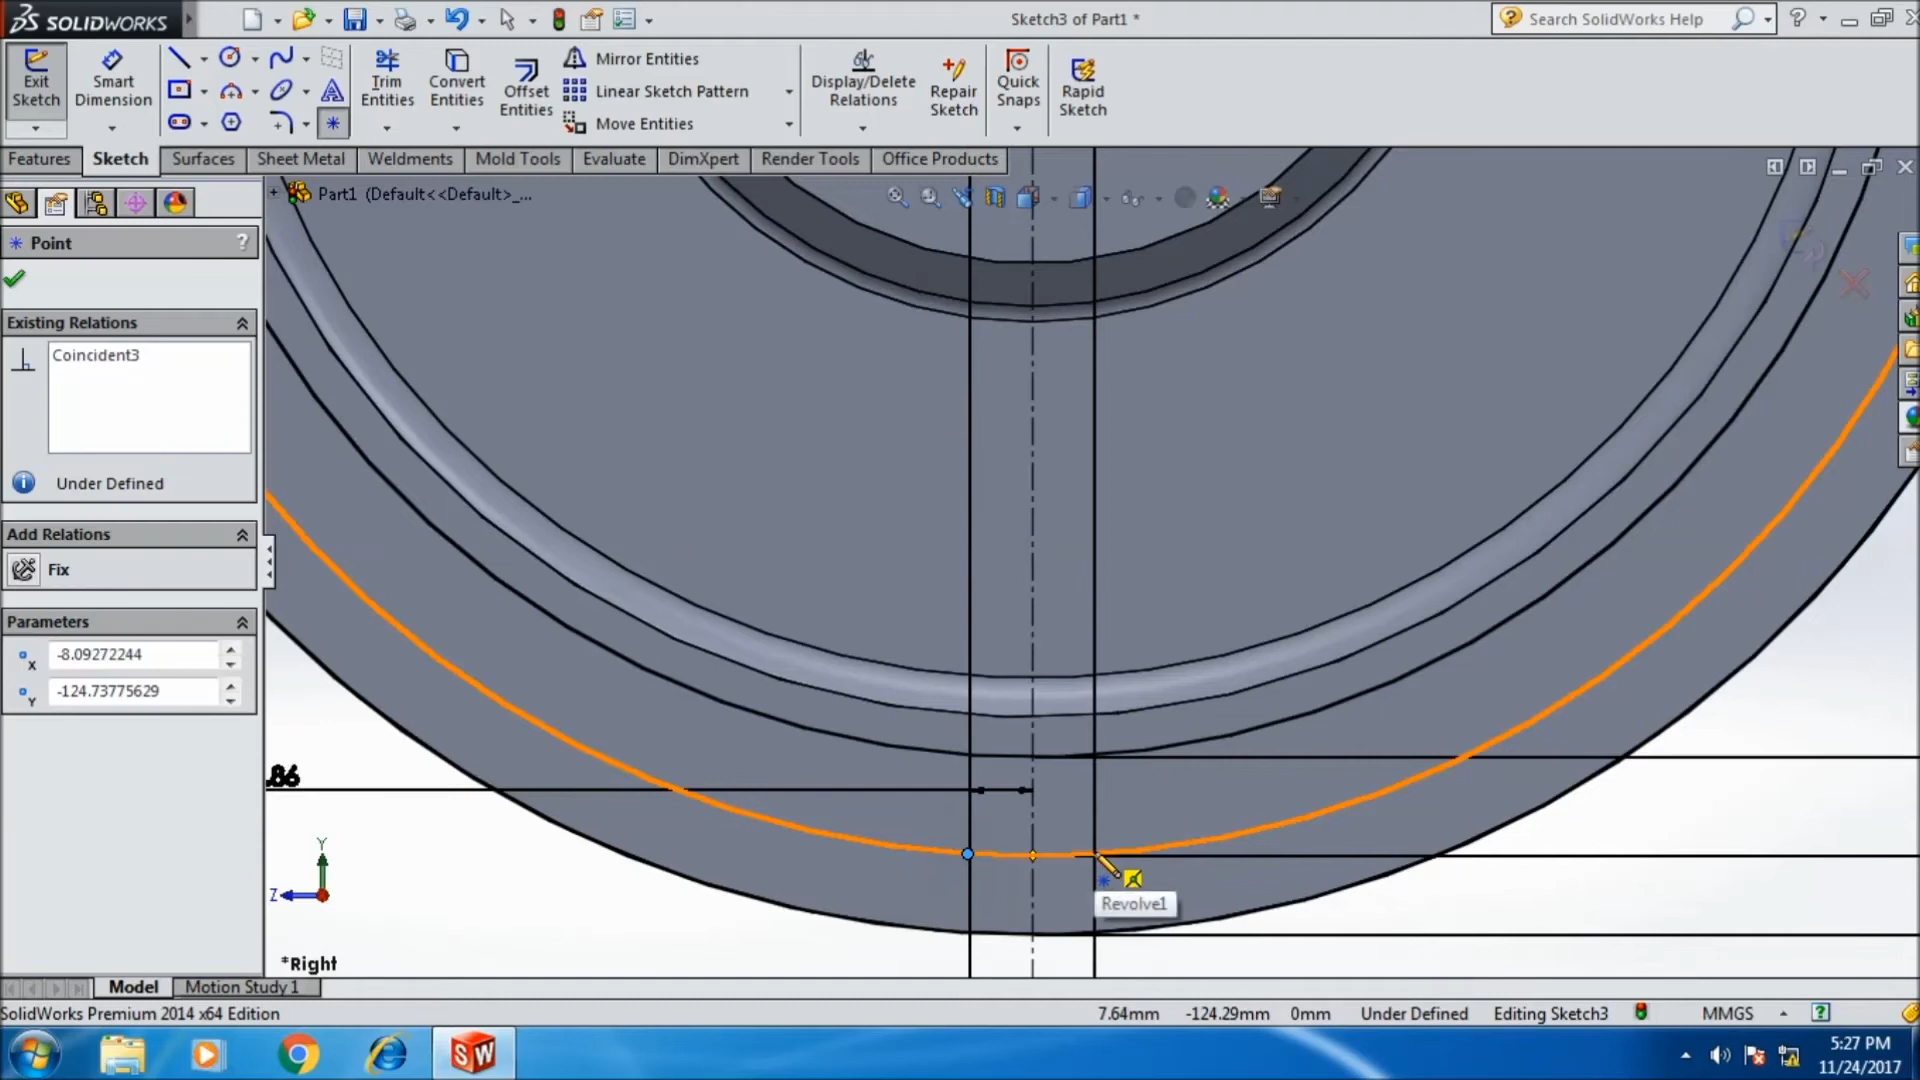 SOLIDWORKS
Sketch3 of Part1 *
Search SolidWorks Help
Exit Sketch
Smart Dimension
Trim Entities
Convert Entities
Offset Entities
Mirror Entities
Linear Sketch Pattern
Move Entities
Display/Delete Relations
Repair Sketch
Quick Snaps
Rapid Sketch
Features
Sketch
Surfaces
Sheet Metal
Weldments
Mold Tools
Evaluate
DimXpert
Render Tools
Office Products
Part1 (Default<<Default>_...
Point
?
Existing Relations
Coincident3
Under Defined
Add Relations
Fix
Parameters
X
-8.09272244
Y
-124.73775629
.86
Revolve1
Y
Z
*Right
Model
Motion Study 1
SolidWorks Premium 2014 x64 Edition
7.64mm
-124.29mm
0mm
Under Defined
Editing Sketch3
MMGS
?
SW
5:27 PM
11/24/2017